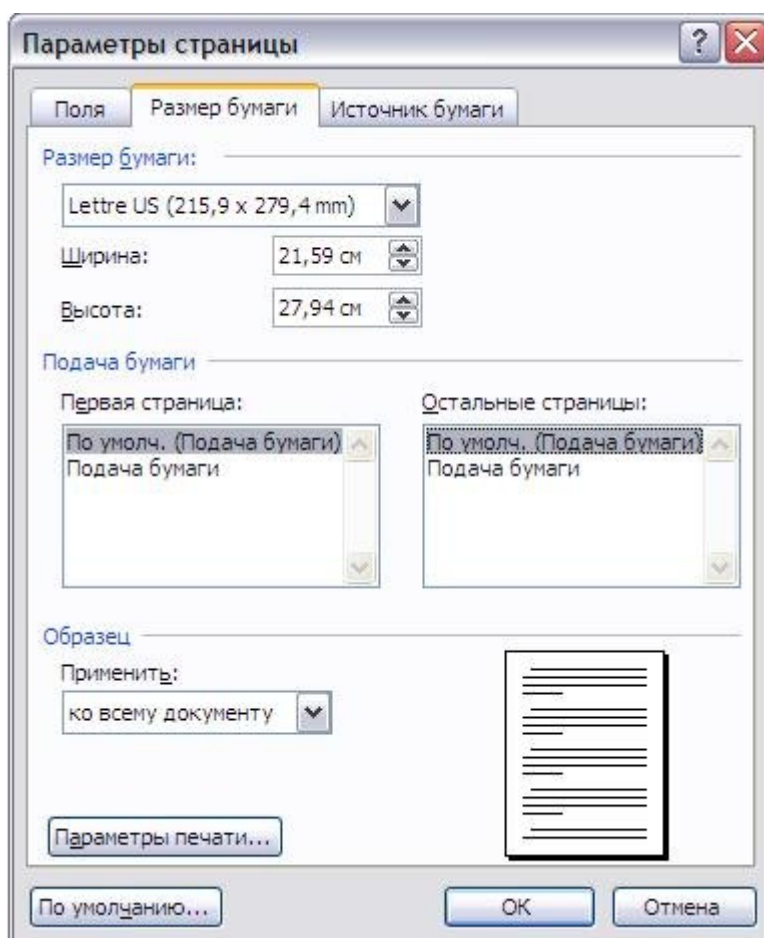 Параметры страницы
Поля Размер бумаги Источник бумаги
Размер бумаги:
Lettre US (215,9 x 279,4 mm)
Ширина: 21,59 см
Высота: 27,94 см
Подача бумаги
Первая страница: Остальные страницы:
По умолч. (Подача бумаги) По умолч. (Подача бумаги)
Подача бумаги Подача бумаги
Образец
Применить:
ко всему документу
Параметры печати...
По умолчанию... ОК Отмена